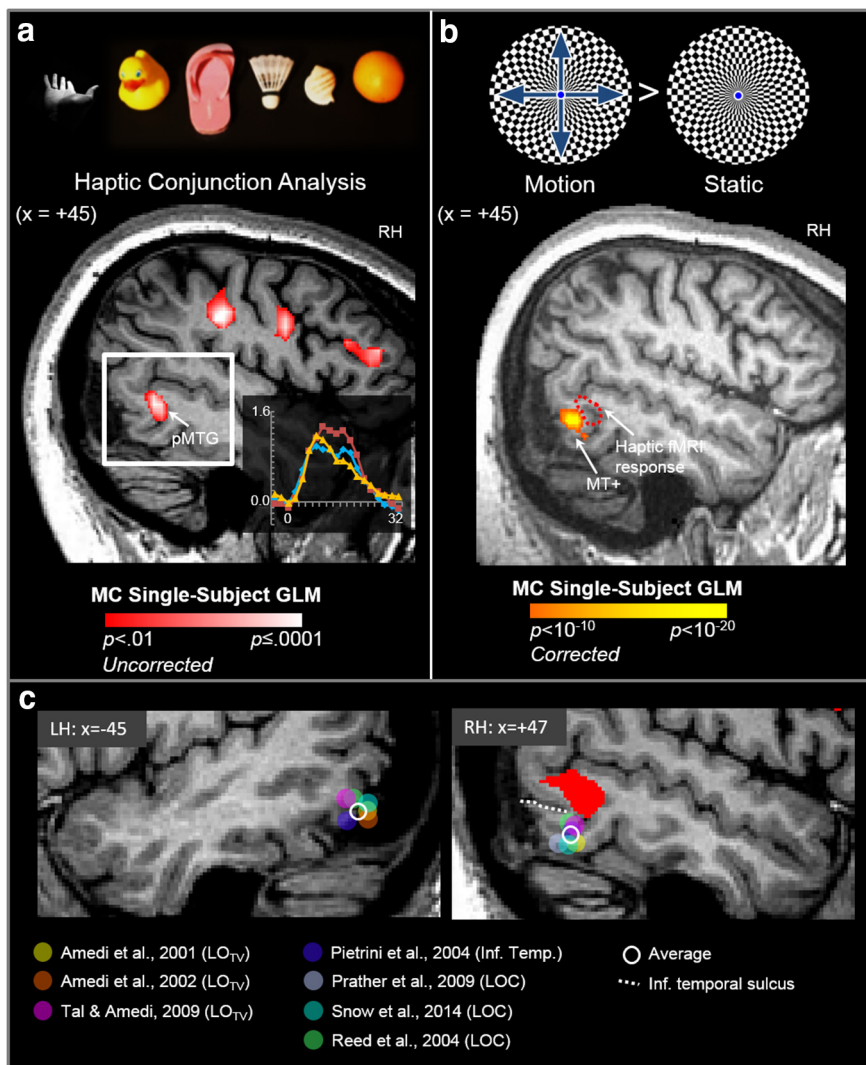 a
Haptic Conjunction Analysis
(x = +45)
RH
pMTG
1.6
0.0
0
32
MC Single-Subject GLM
p<.01
p≤.0001
Uncorrected
b
>
Motion
Static
(x = +45)
RH
Haptic fMRI
response
MT+
MC Single-Subject GLM
p<10-10
p<10-20
Corrected
c
LH: x=-45
RH: x=+47
Amedi et al., 2001 (LOTV)
Amedi et al., 2002 (LOTV)
Tal & Amedi, 2009 (LOTV)
Pietrini et al., 2004 (Inf. Temp.)
Prather et al., 2009 (LOC)
Snow et al., 2014 (LOC)
Reed et al., 2004 (LOC)
Average
Inf. temporal sulcus